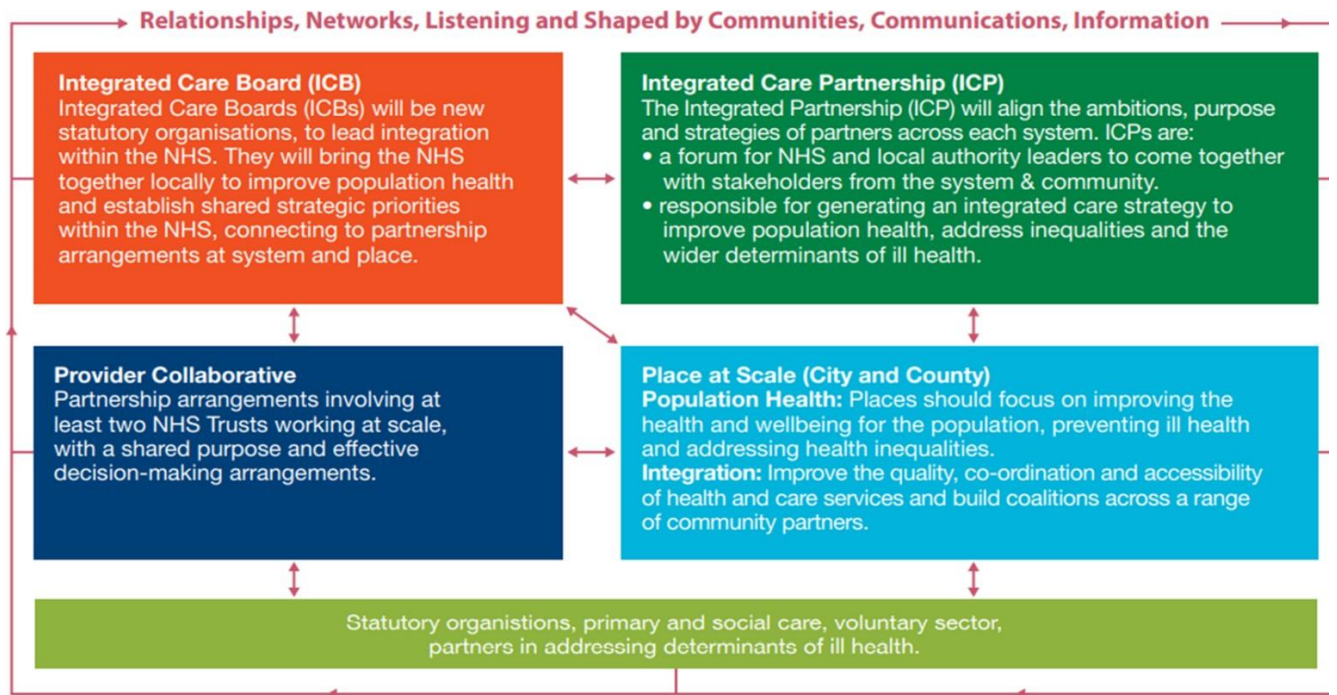 Relationships, Networks, Listening and Shaped by Communities, Communications, Information
Integrated Care Board (ICB)
Integrated Care Boards (ICBs) will be new
statutory organisations, to lead integration
within the NHS. They will bring the NHS
together locally to improve population health
and establish shared strategic priorities
within the NHS, connecting to partnership
arrangements at system and place.
Integrated Care Partnership (ICP)
The Integrated Partnership (ICP) will align the ambitions, purpose
and strategies of partners across each system. ICPs are:
• a forum for NHS and local authority leaders to come together
with stakeholders from the system & community.
• responsible for generating an integrated care strategy to
improve population health, address inequalities and the
wider determinants of ill health.
Provider Collaborative
Partnership arrangements involving at
least two NHS Trusts working at scale,
with a shared purpose and effective
decision-making arrangements.
Place at Scale (City and County)
Population Health: Places should focus on improving the
health and wellbeing for the population, preventing ill health
and addressing health inequalities.
Integration: Improve the quality, co-ordination and accessibility
of health and care services and build coalitions across a range
of community partners.
Statutory organistions, primary and social care, voluntary sector,
partners in addressing determinants of ill health.